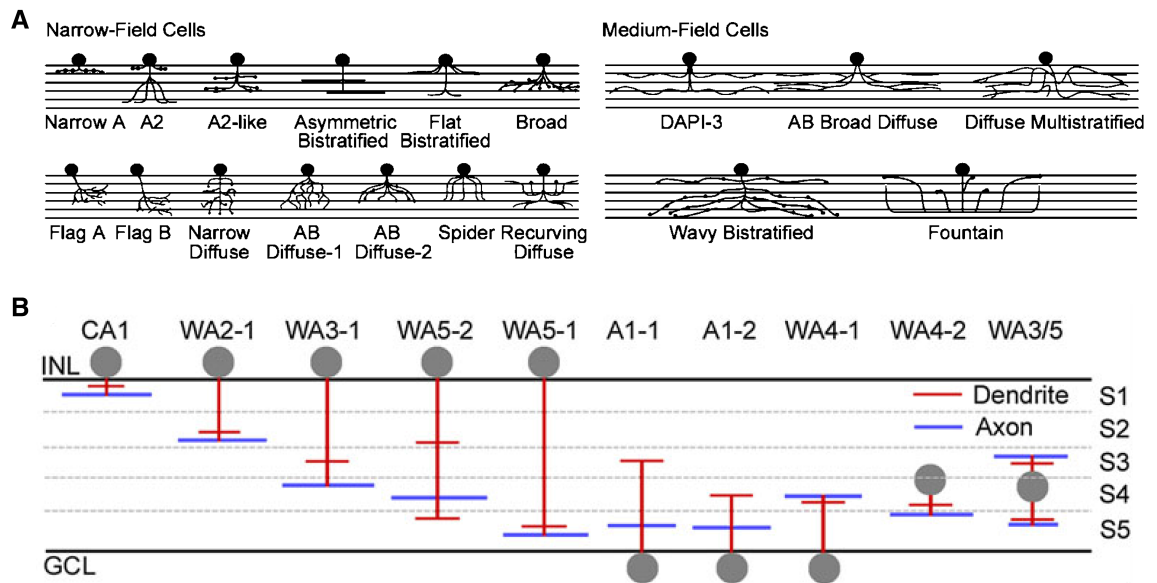 A
Narrow-Field Cells
Medium-Field Cells
Narrow A A2 A2-like Asymmetric Bistratified Flat Bistratified Broad
DAPI-3 AB Broad Diffuse Diffuse Multistratified
Flag A Flag B Narrow Diffuse AB Diffuse-1 AB Diffuse-2 Spider Recurving Diffuse
Wavy Bistratified Fountain
B
CA1 WA2-1 WA3-1 WA5-2 WA5-1 A1-1 A1-2 WA4-1 WA4-2 WA3/5
INL
Dendrite S1
Axon S2
S3
S4
S5
GCL